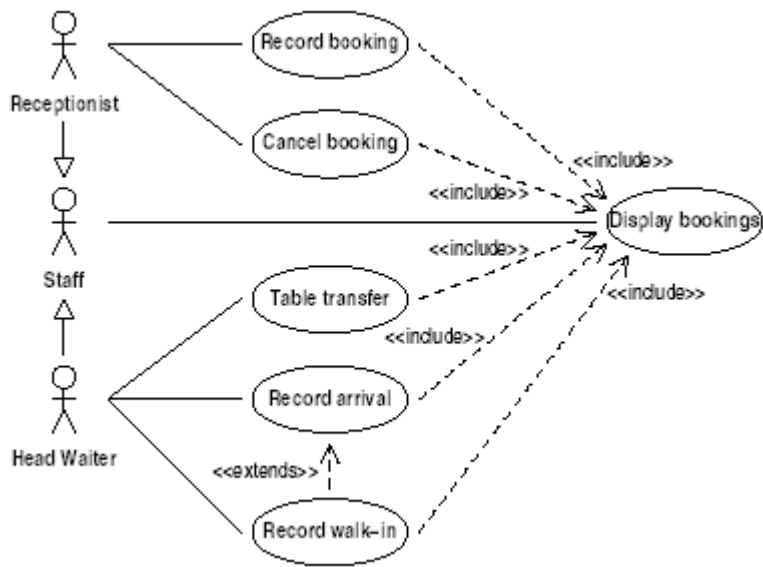 Record booking
Receptionist
Cancel booking
<<include>>
<<include>>
Display bookings
Staff
<<include>>
Table transfer
<<include>>
<<include>>
Record arrival
Head Waiter
<<extends>>
Record walk-in